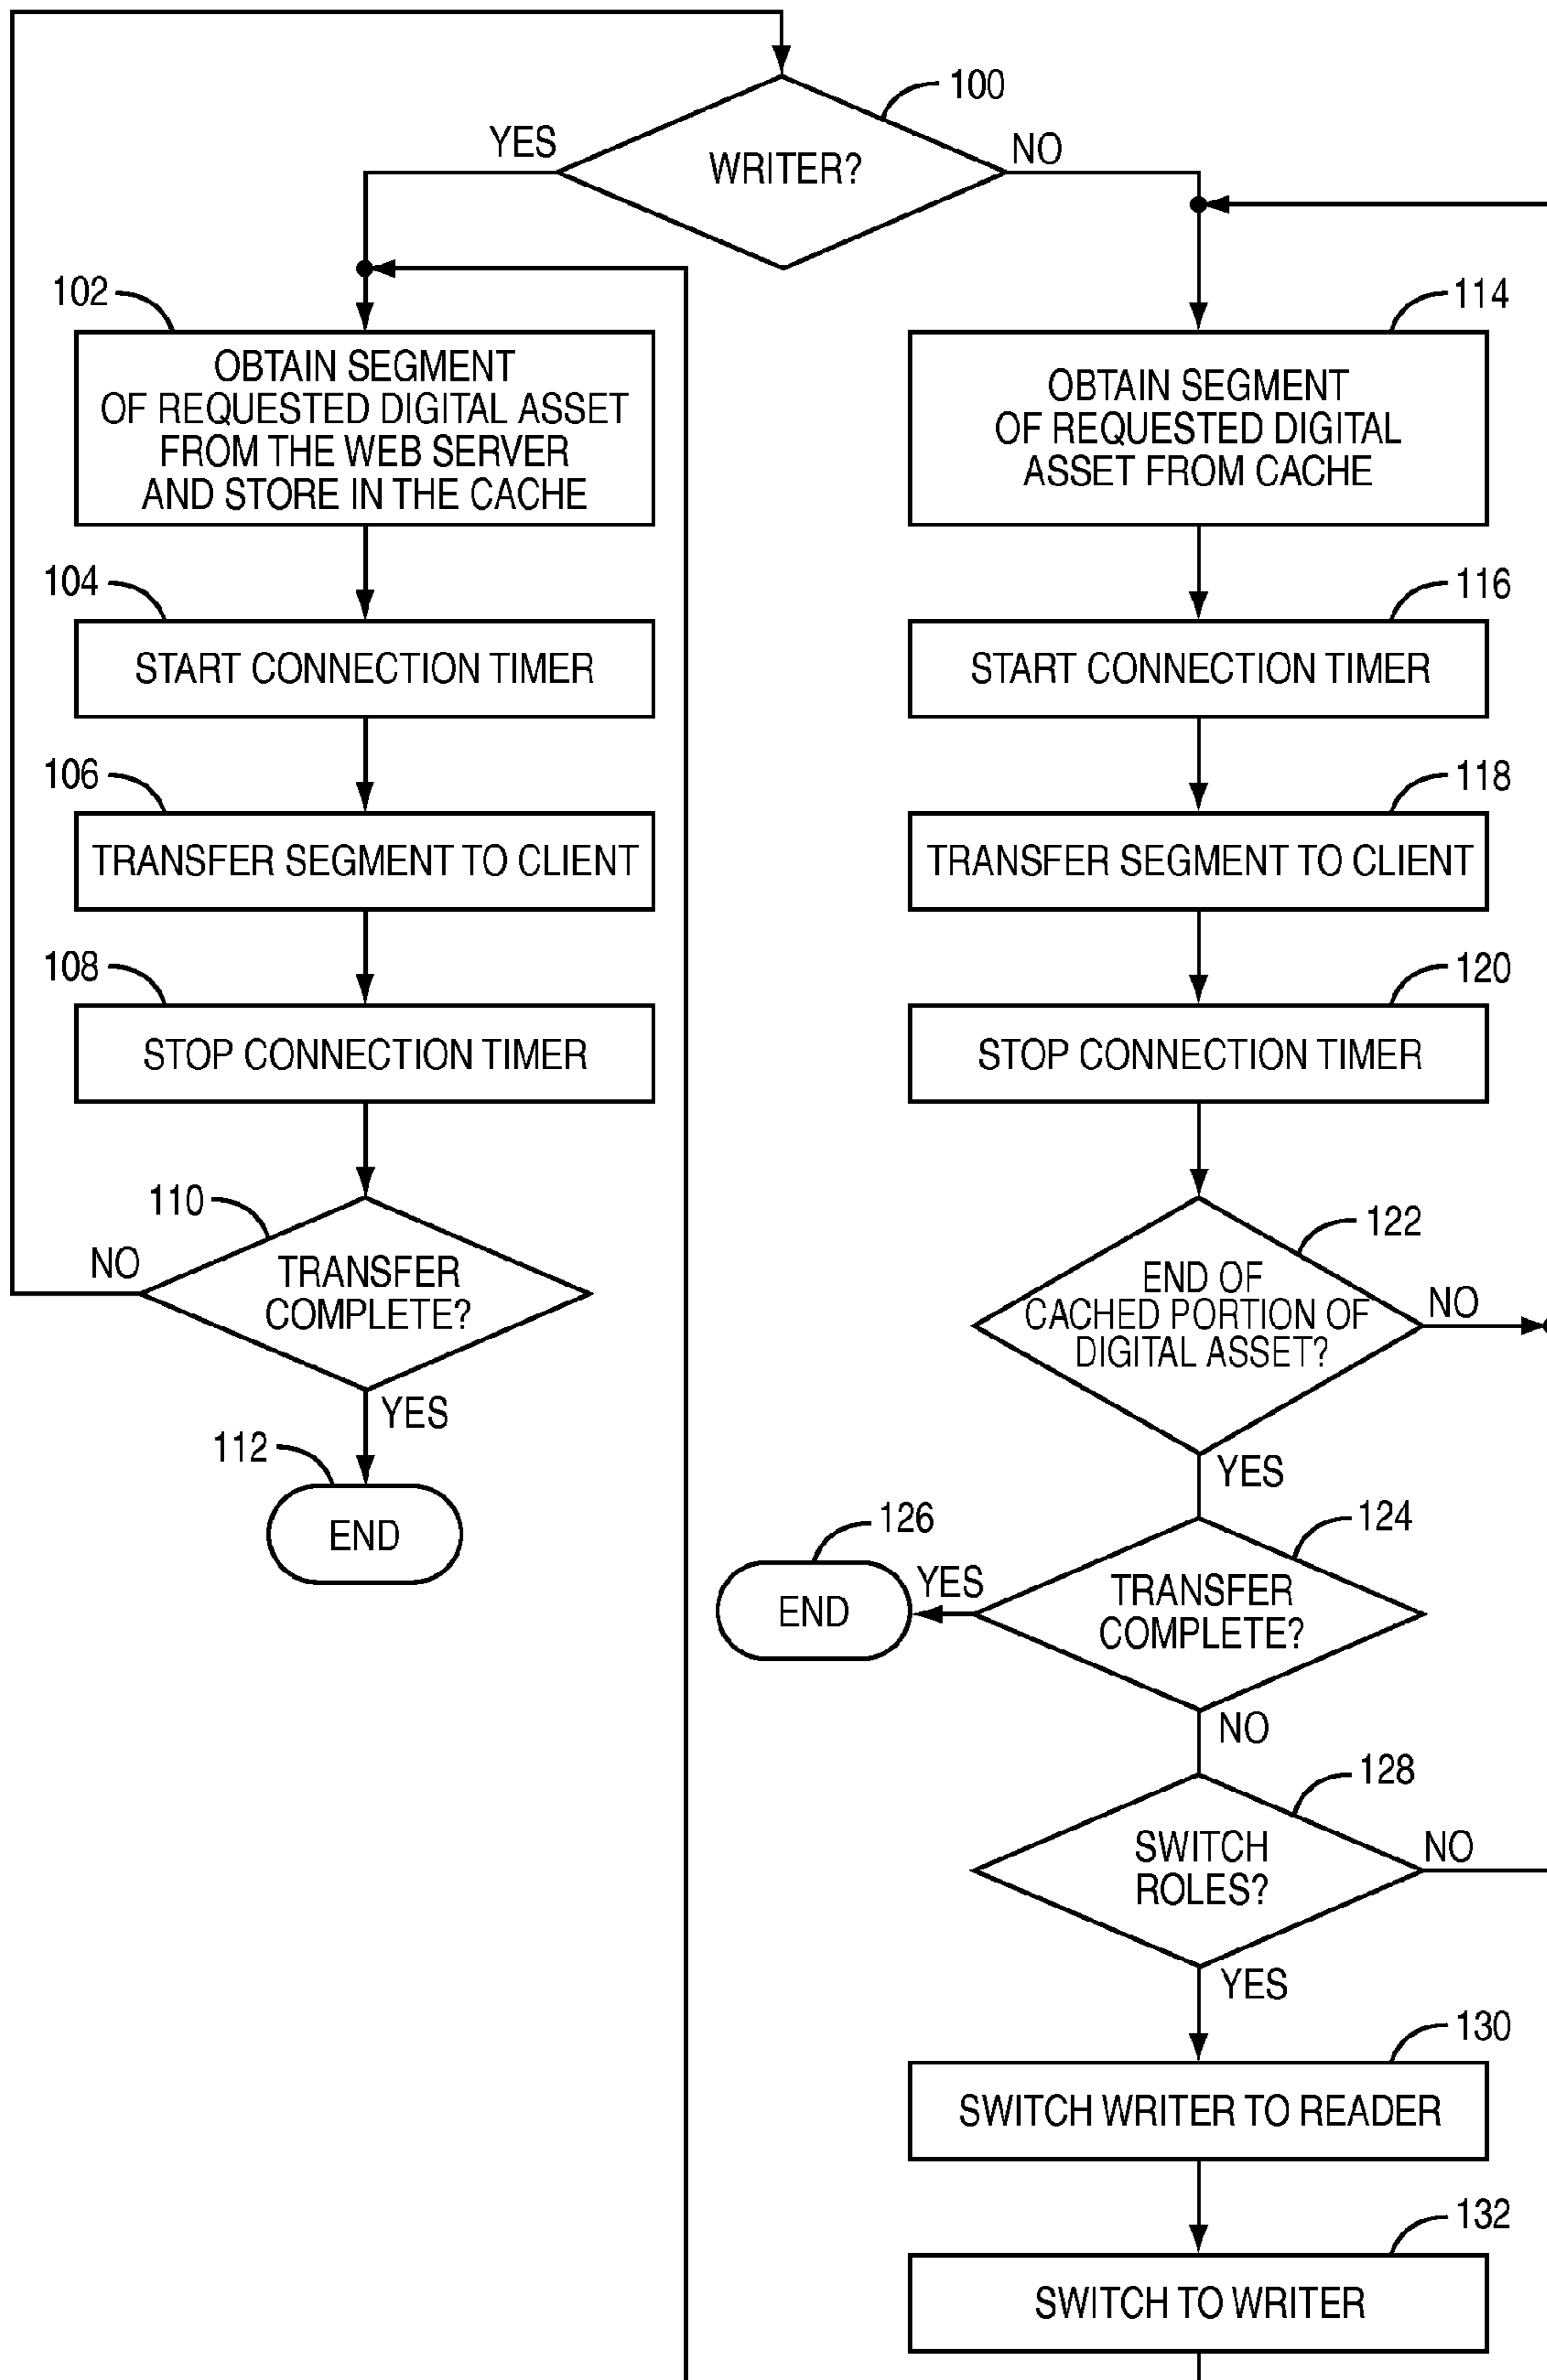 100
YES
WRITER?
NO
102
OBTAIN SEGMENT
OF REQUESTED DIGITAL ASSET
FROM THE WEB SERVER
AND STORE IN THE CACHE
104
START CONNECTION TIMER
106
TRANSFER SEGMENT TO CLIENT
108
STOP CONNECTION TIMER
110
NO
TRANSFER
COMPLETE?
YES
112
END
114
OBTAIN SEGMENT
OF REQUESTED DIGITAL
ASSET FROM CACHE
116
START CONNECTION TIMER
118
TRANSFER SEGMENT TO CLIENT
120
STOP CONNECTION TIMER
122
END OF
CACHED PORTION OF
DIGITAL ASSET?
NO
YES
124
126
END
YES
TRANSFER
COMPLETE?
NO
128
SWITCH
ROLES?
NO
YES
130
SWITCH WRITER TO READER
132
SWITCH TO WRITER